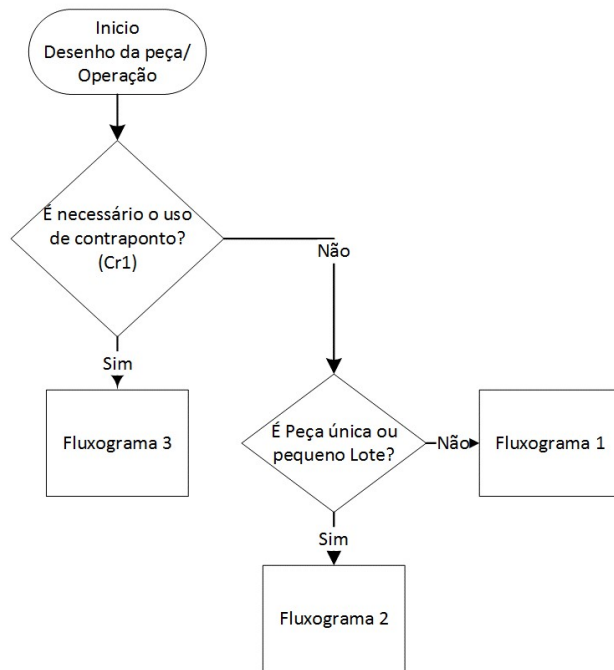 Inicio
Desenho da peça/
Operação
É necessário o uso
de contraponto?
(Cr1)
Não
Sim
Fluxograma 3
É Peça única ou
pequeno Lote?
Não
Fluxograma 1
Sim
Fluxograma 2